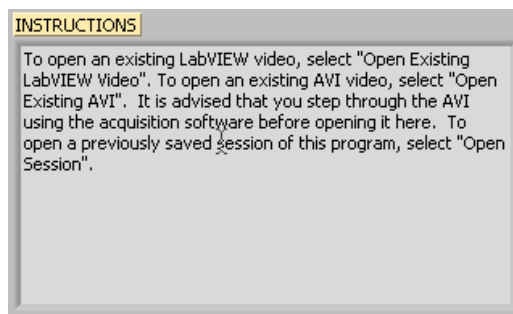 INSTRUCTIONS
To open an existing LabVIEW video, select "Open Existing
LabVIEW Video". To open an existing AVI video, select "Open
Existing AVI".  It is advised that you step through the AVI
using the acquisition software before opening it here.  To
open a previously saved session of this program, select "Open
Session".